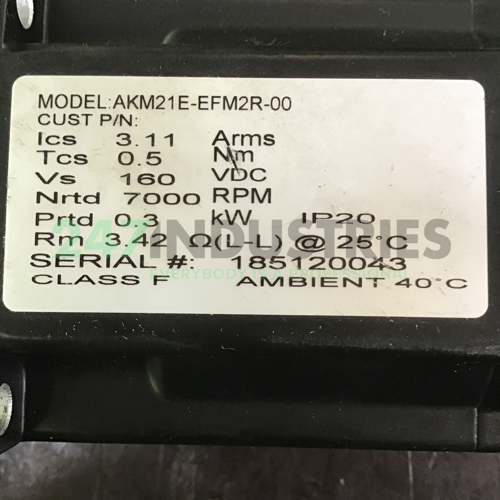 MODEL:AKM21E-EFM2R-00
CUST P/N:
Ics 3.11 Arms
Tcs 0.5 Nm
Vs 160 VDC
Nrtd 7000 RPM
Prtd 0.3 kW IP20
Rm 3.42 Ω(L-L) @ 25°C
247INDUSTRIES
SERIAL #: 185120043
CLASS F AMBIENT 40°C